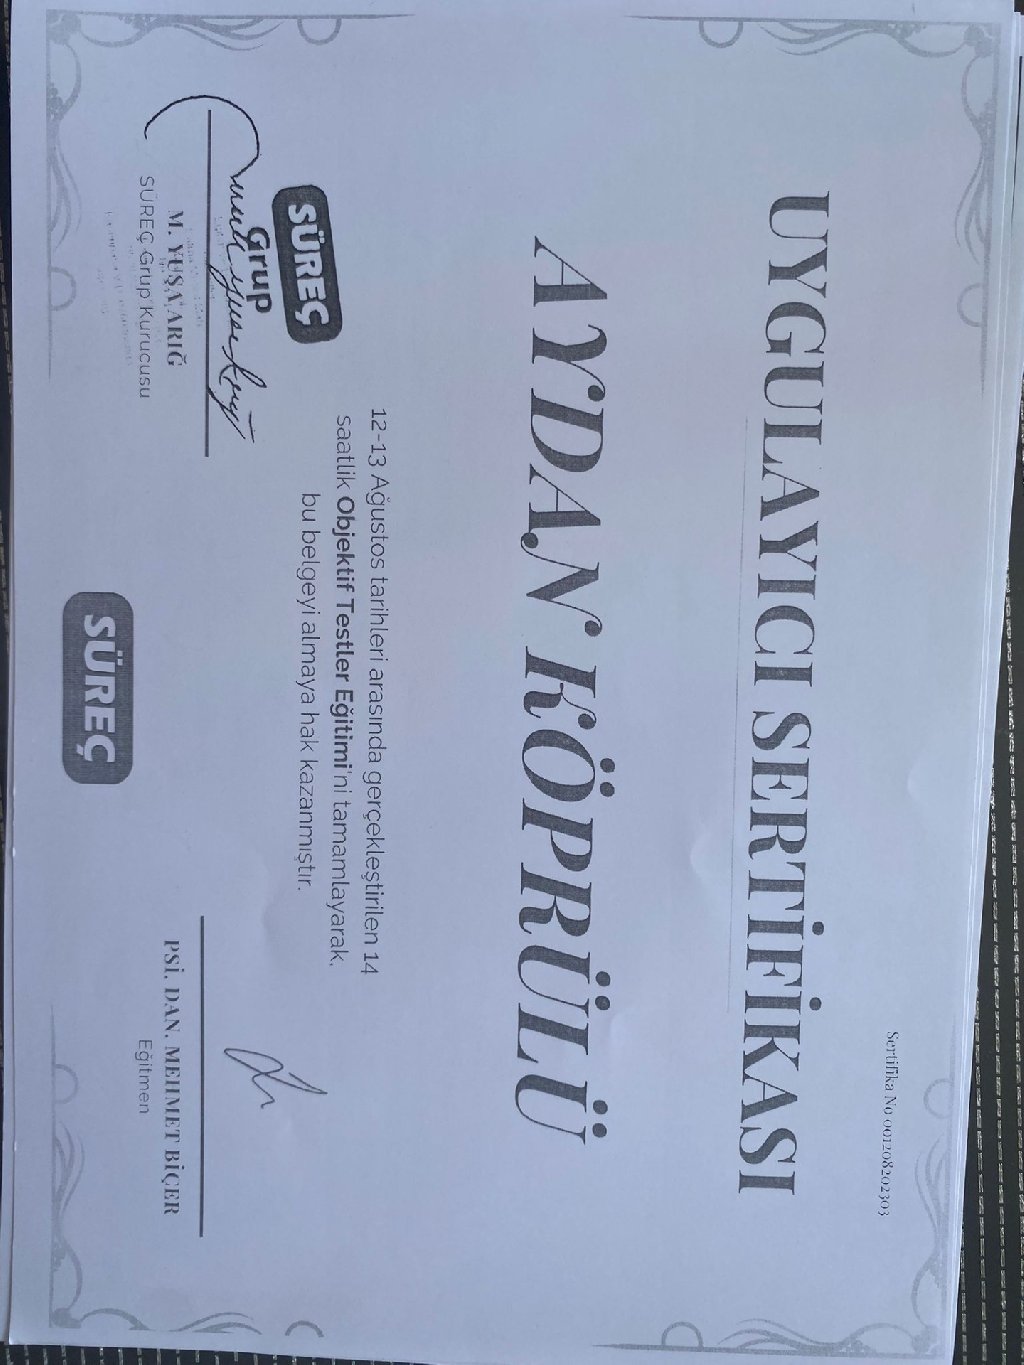 Sertifika No 001208202303
UYGULAYICI SERTİFİKASI
AYDAN KÖPRÜLÜ
12-13 Ağustos tarihleri arasında gerçekleştirilen 14
saatlik Objektif Testler Eğitimi'ni tamamlayarak,
bu belgeyi almaya hak kazanmıştır.
SÜREÇ
Grup
M. YUŞA ARIĞ
SÜREÇ Grup Kurucusu
SÜREÇ
PSİ. DAN. MEHMET BİÇER
Eğitmen